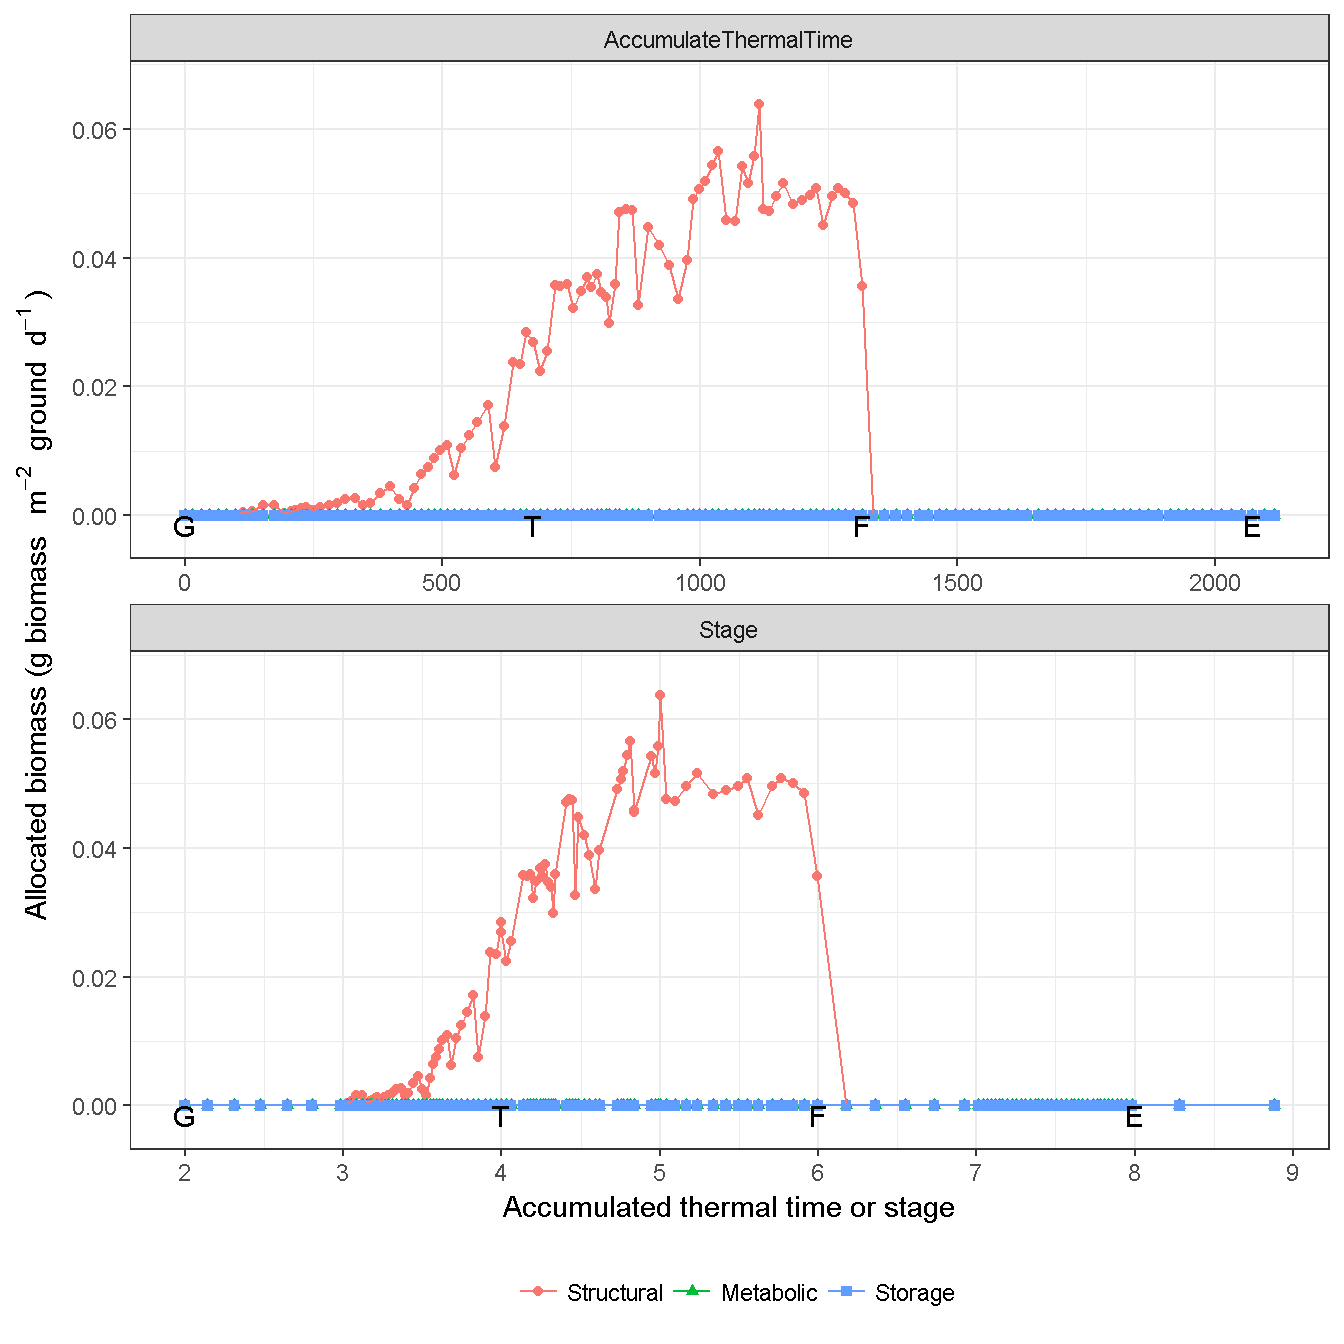 AccumulateThermalTime
0.06
0.04
0.02
0.00
G T F E
0 500 1000 1500 2000
Stage
0.06
0.04
0.02
0.00
G T F E
2 3 4 5 6 7 8 9
Allocated biomass (g biomass m⁻² ground d⁻¹)
Accumulated thermal time or stage
Structural Metabolic Storage